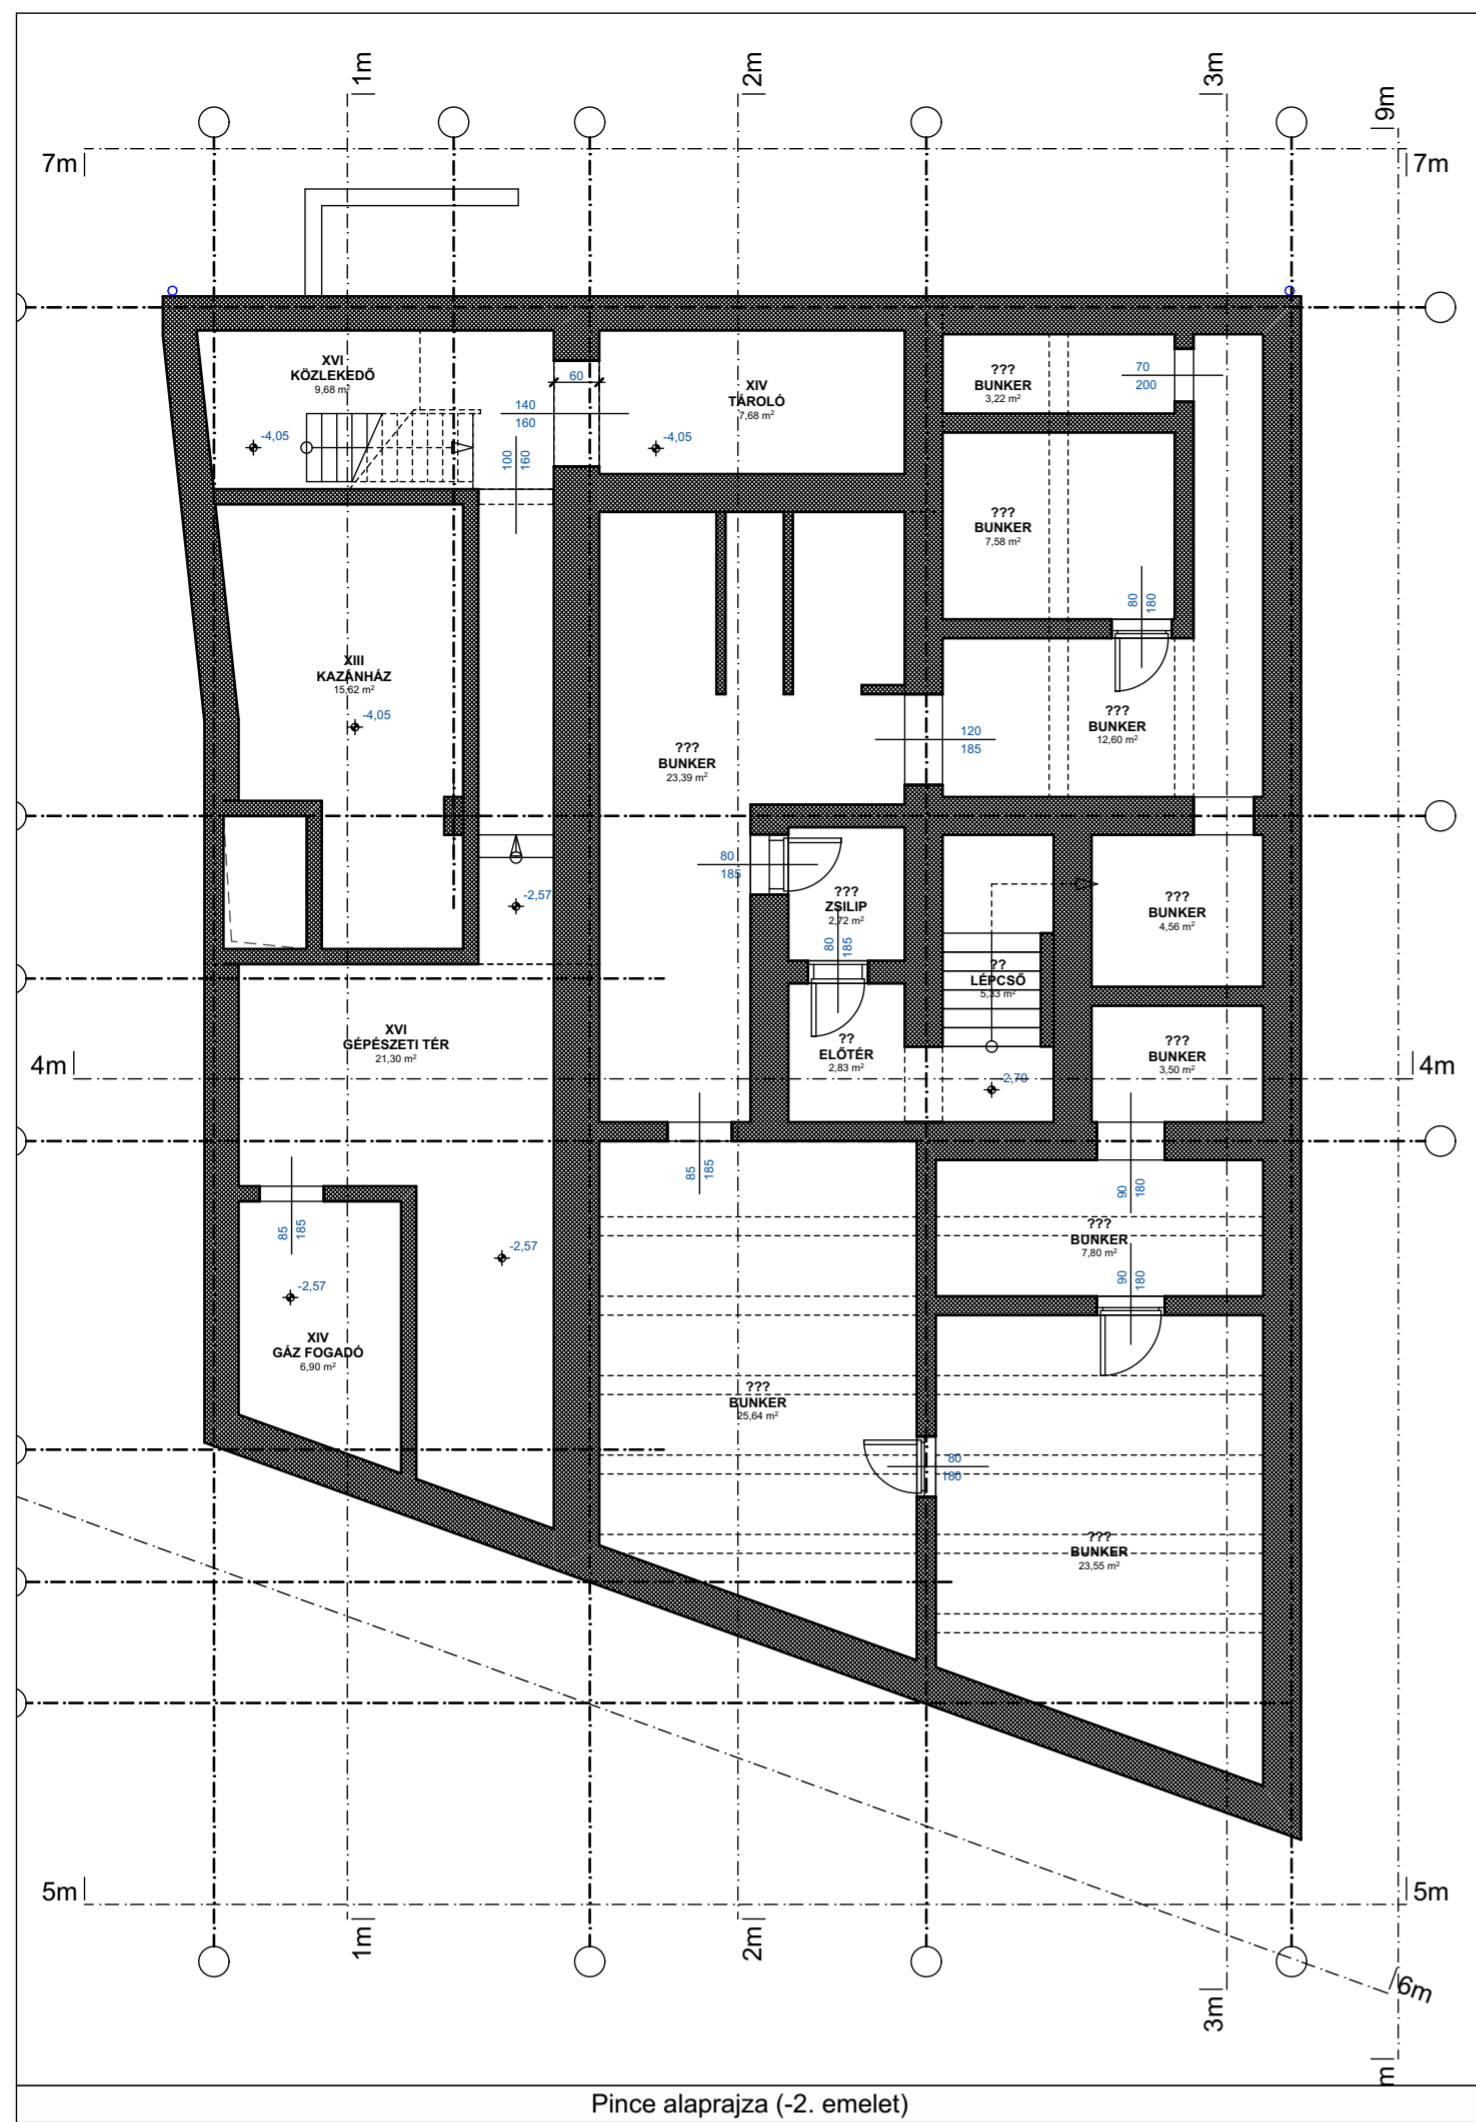 1m
2m
3m
9m
7m
7m
XVI
KÖZLEKEDŐ
9,68 m²
60
140
160
XIV
TÁROLÓ
7,68 m²
???
BUNKER
3,22 m²
70
200
-4,05
-4,05
100
160
???
BUNKER
7,58 m²
80
180
XIII
KAZÁNHÁZ
15,62 m²
-4,05
???
BUNKER
23,39 m²
120
185
???
BUNKER
12,60 m²
80
185
-2,57
???
ZSILIP
2,72 m²
???
BUNKER
4,56 m²
80
185
??
LÉPCSŐ
5,33 m²
XVI
GÉPÉSZETI TÉR
21,30 m²
??
ELŐTÉR
2,83 m²
???
BUNKER
3,50 m²
4m
4m
-2,70
85
185
90
180
85
185
-2,57
???
BUNKER
7,80 m²
90
180
-2,57
XIV
GÁZ FOGADÓ
6,90 m²
???
BUNKER
25,64 m²
80
180
???
BUNKER
23,55 m²
5m
5m
1m
2m
3m
6m
m
Pince alaprajza (-2. emelet)